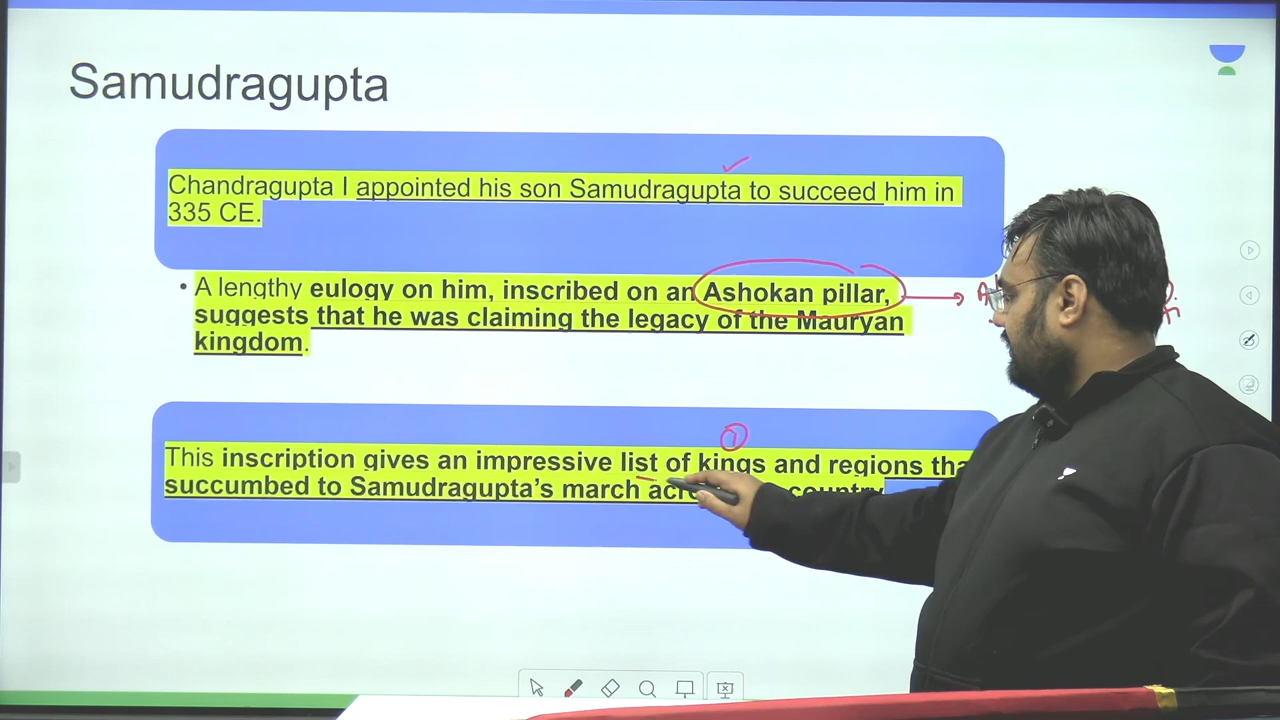 Samudragupta
Chandragupta I appointed his son Samudragupta to succeed him in
335 CE.
• A lengthy eulogy on him, inscribed on an Ashokan pillar,
suggests that he was claiming the legacy of the Mauryan
kingdom.
This inscription gives an impressive list of kings and regions tha
succumbed to Samudragupta's march country